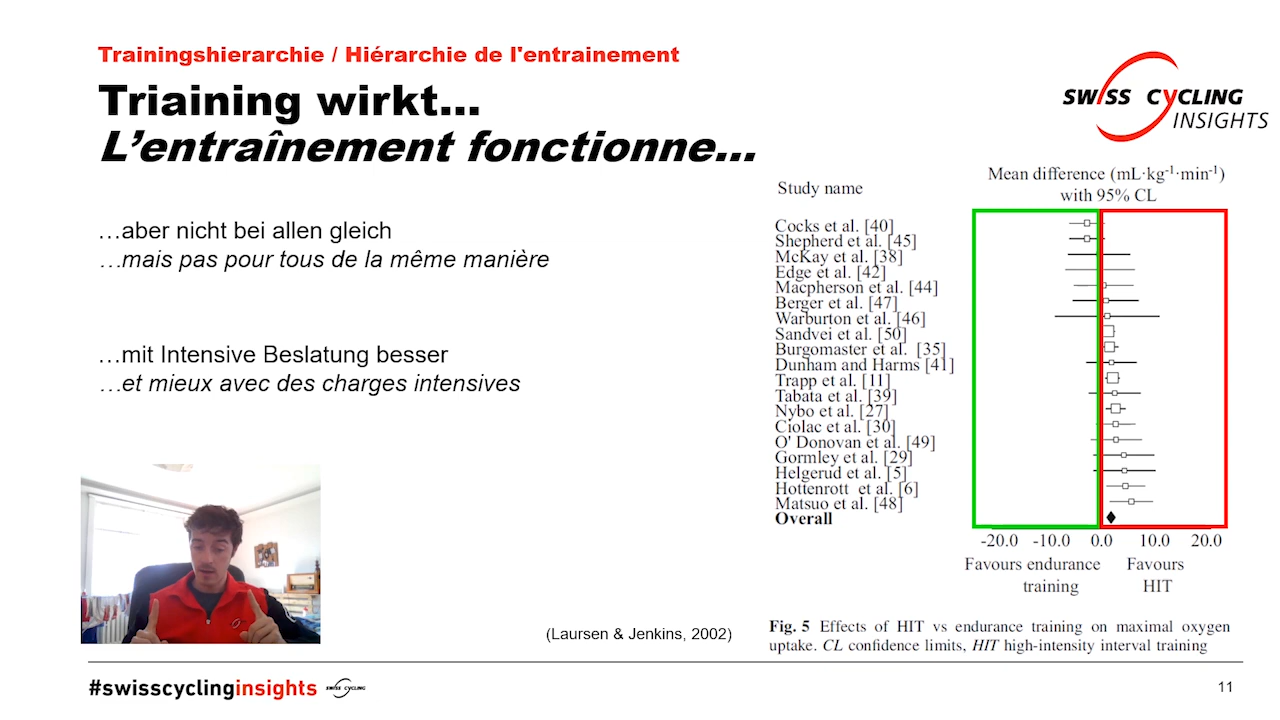 Trainingshierarchie / Hiérarchie de l'entrainement
Triaining wirkt...
L’entraînement fonctionne...
SWISS CYCLING
INSIGHTS
…aber nicht bei allen gleich
…mais pas pour tous de la même manière
…mit Intensive Beslatung besser
…et mieux avec des charges intensives
(Laursen & Jenkins, 2002)
Study name
Mean difference (mL·kg-1·min-1)
with 95% CL
Cocks et al. [40]
Shepherd et al. [45]
McKay et al. [38]
Edge et al. [42]
Macpherson et al. [44]
Berger et al. [47]
Warburton et al. [46]
Sandvei et al. [50]
Burgomaster et al. [35]
Dunham and Harms [41]
Trapp et al. [11]
Tabata et al. [39]
Nybo et al. [27]
Ciolac et al. [30]
O' Donovan et al. [49]
Gormley et al. [29]
Helgerud et al. [5]
Hottenrott et al. [6]
Matsuo et al. [48]
Overall
-20.0 -10.0 0.0 10.0 20.0
Favours endurance
training
Favours
HIT
Fig. 5 Effects of HIT vs endurance training on maximal oxygen
uptake. CL confidence limits, HIT high-intensity interval training
#swisscyclinginsights SWISS CYCLING
11